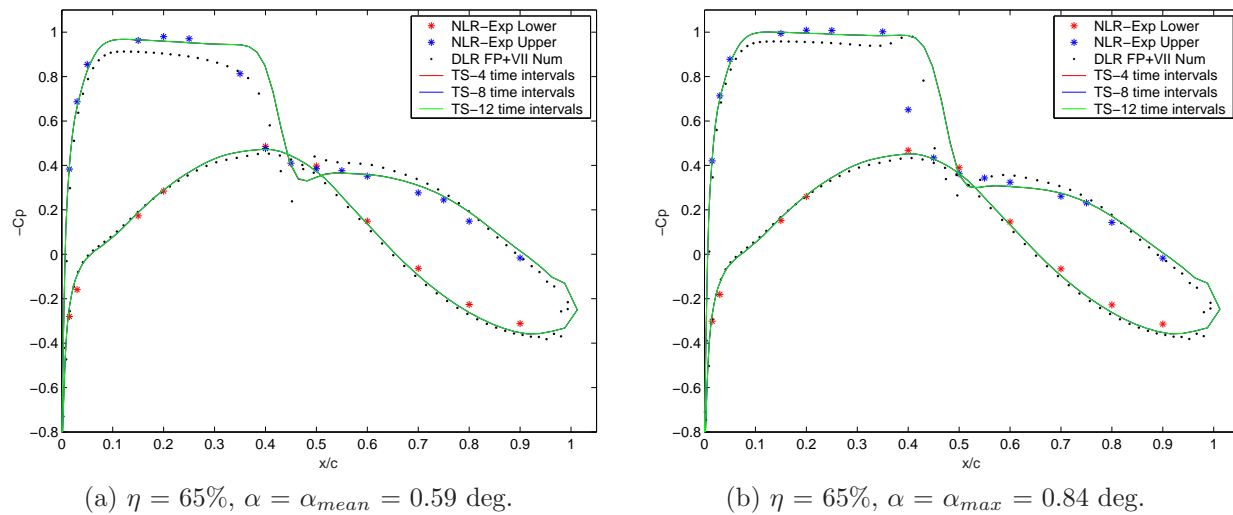 NLR−Exp Lower
NLR−Exp Upper
DLR FP+VII Num
TS−4 time intervals
TS−8 time intervals
TS−12 time intervals
1
0.8
0.6
0.4
0.2
0
−0.2
−0.4
−0.6
−0.8
−Cp
0 0.1 0.2 0.3 0.4 0.5 0.6 0.7 0.8 0.9 1
x/c
(a) η = 65%, α = α_mean = 0.59 deg.
NLR−Exp Lower
NLR−Exp Upper
DLR FP+VII Num
TS−4 time intervals
TS−8 time intervals
TS−12 time intervals
1
0.8
0.6
0.4
0.2
0
−0.2
−0.4
−0.6
−0.8
−Cp
0 0.1 0.2 0.3 0.4 0.5 0.6 0.7 0.8 0.9 1
x/c
(b) η = 65%, α = α_max = 0.84 deg.